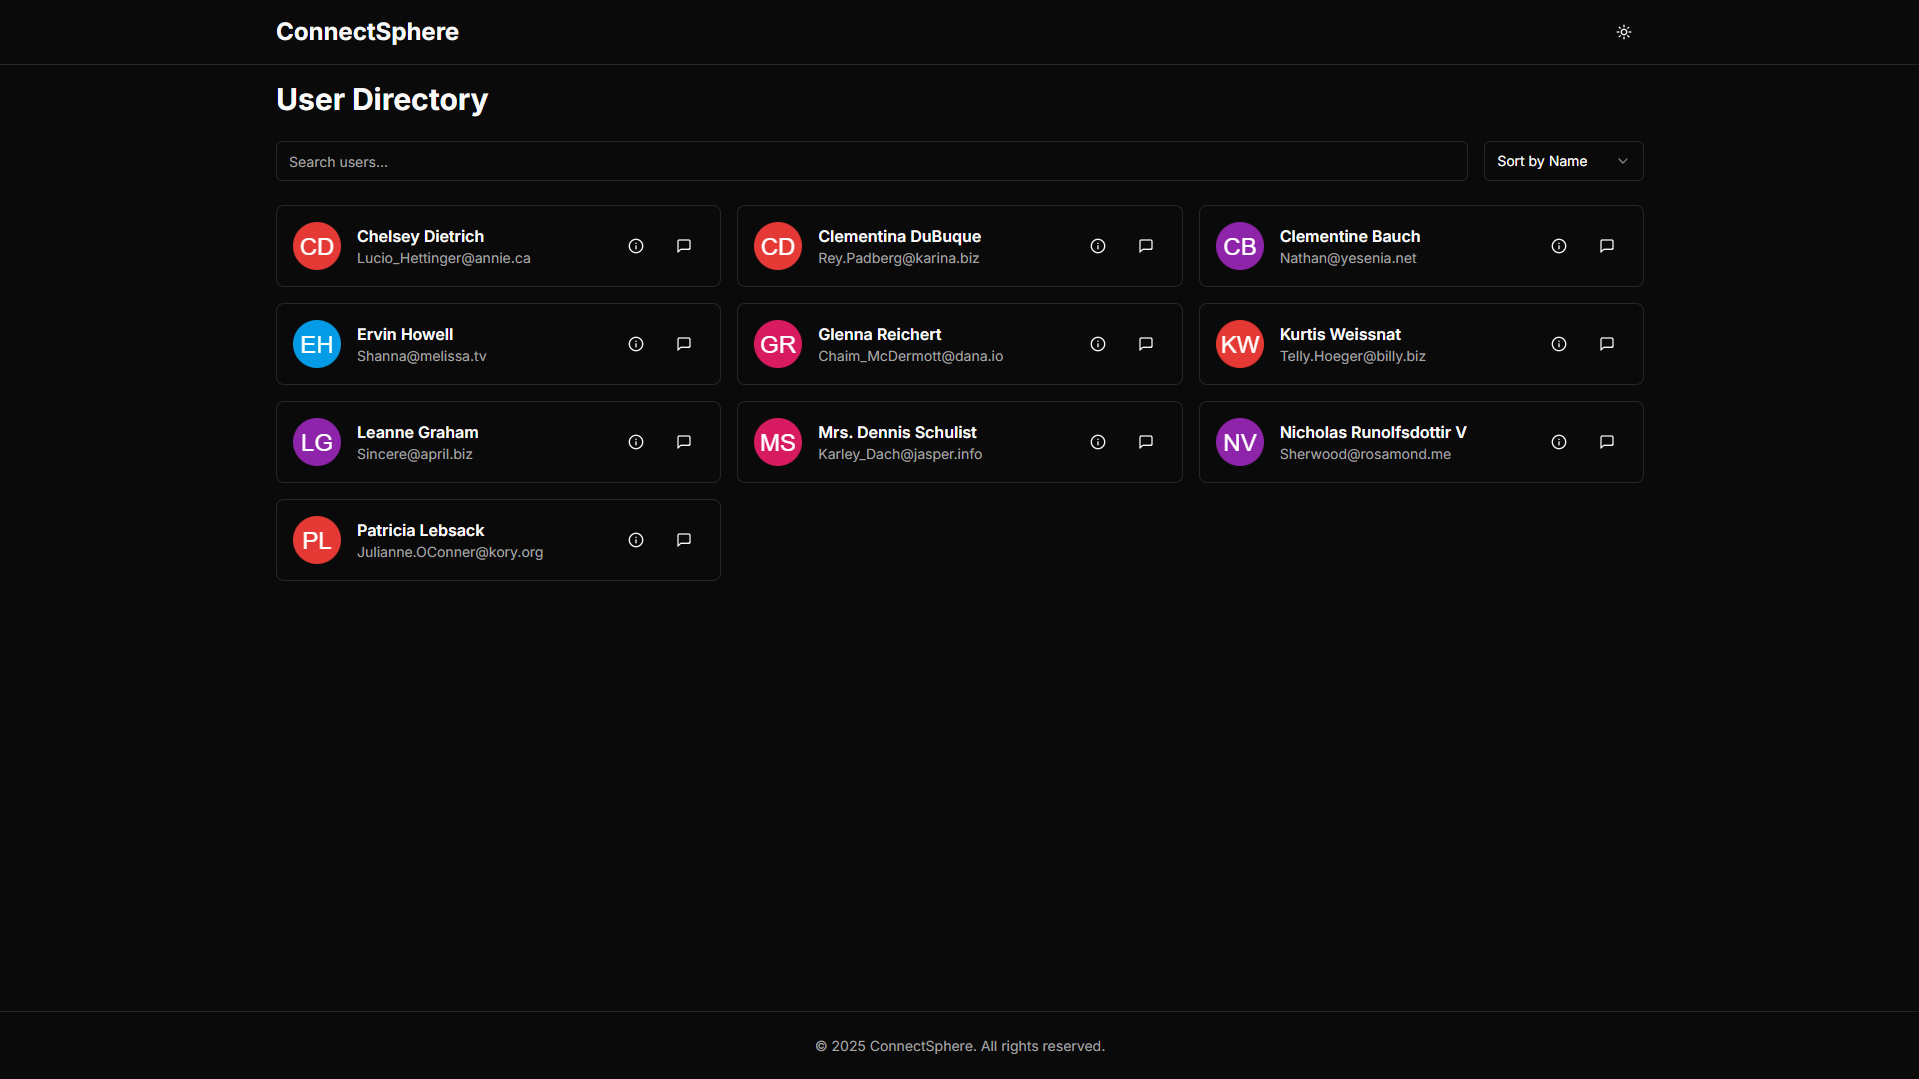 ConnectSphere
User Directory
Search users...
Sort by Name
CD
Chelsey Dietrich
Lucio_Hettinger@annie.ca
CD
Clementina DuBuque
Rey.Padberg@karina.biz
CB
Clementine Bauch
Nathan@yesenia.net
EH
Ervin Howell
Shanna@melissa.tv
GR
Glenna Reichert
Chaim_McDermott@dana.io
KW
Kurtis Weissnat
Telly.Hoeger@billy.biz
LG
Leanne Graham
Sincere@april.biz
MS
Mrs. Dennis Schulist
Karley_Dach@jasper.info
NV
Nicholas Runolfsdottir V
Sherwood@rosamond.me
PL
Patricia Lebsack
Julianne.OConner@kory.org
© 2025 ConnectSphere. All rights reserved.